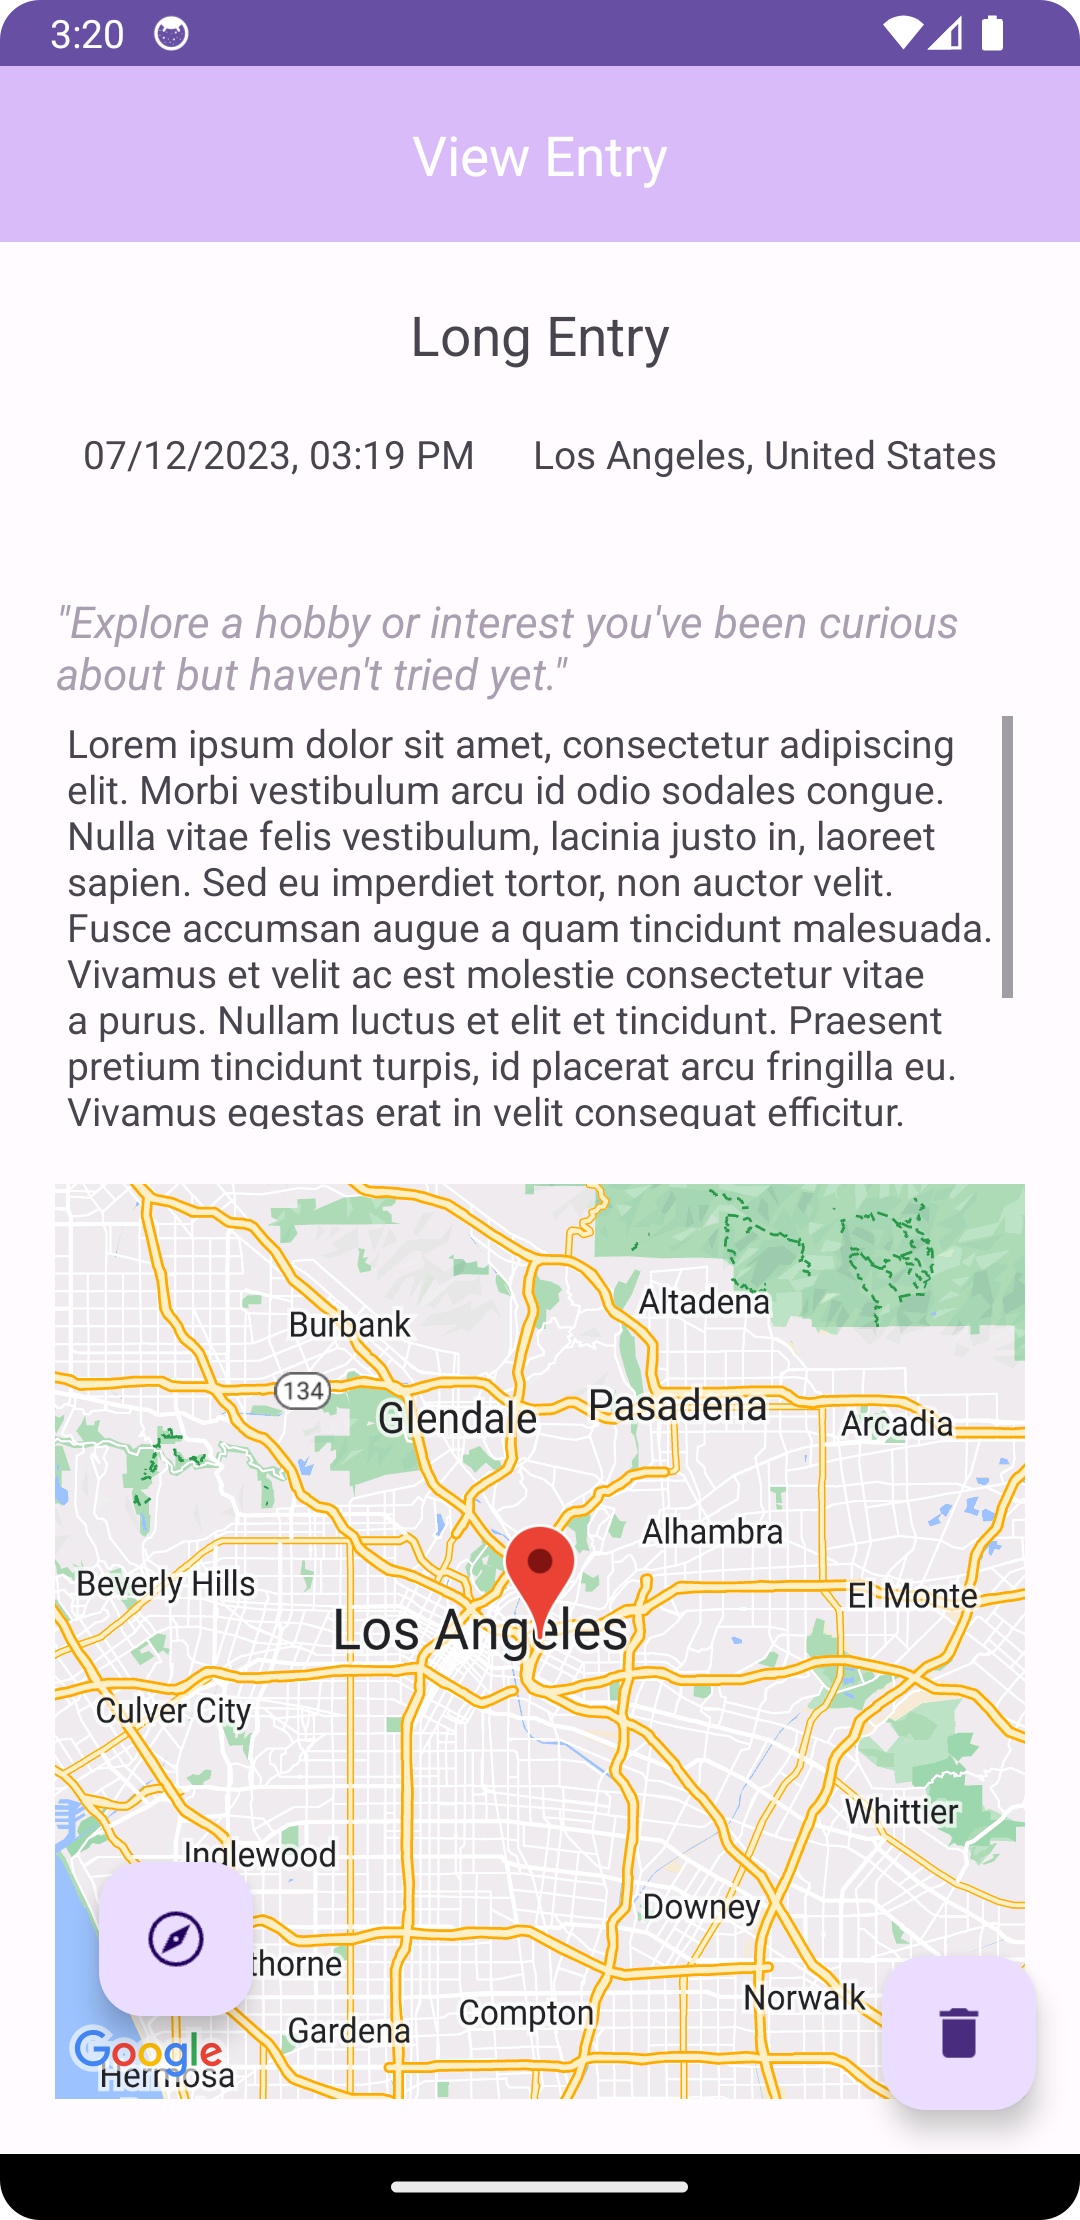 3:20
View Entry
Long Entry
07/12/2023, 03:19 PM
Los Angeles, United States
"Explore a hobby or interest you've been curious
about but haven't tried yet."
Lorem ipsum dolor sit amet, consectetur adipiscing
elit. Morbi vestibulum arcu id odio sodales congue.
Nulla vitae felis vestibulum, lacinia justo in, laoreet
sapien. Sed eu imperdiet tortor, non auctor velit.
Fusce accumsan augue a quam tincidunt malesuada.
Vivamus et velit ac est molestie consectetur vitae
a purus. Nullam luctus et elit et tincidunt. Praesent
pretium tincidunt turpis, id placerat arcu fringilla eu.
Vivamus egestas erat in velit consequat efficitur.
Altadena
Burbank
134
Pasadena
Glendale
Arcadia
Alhambra
Beverly Hills
El Monte
Los Angeles
Culver City
Whittier
Inglewood
Downey
thorne
Norwalk
Compton
Gardena
Google
Hermosa